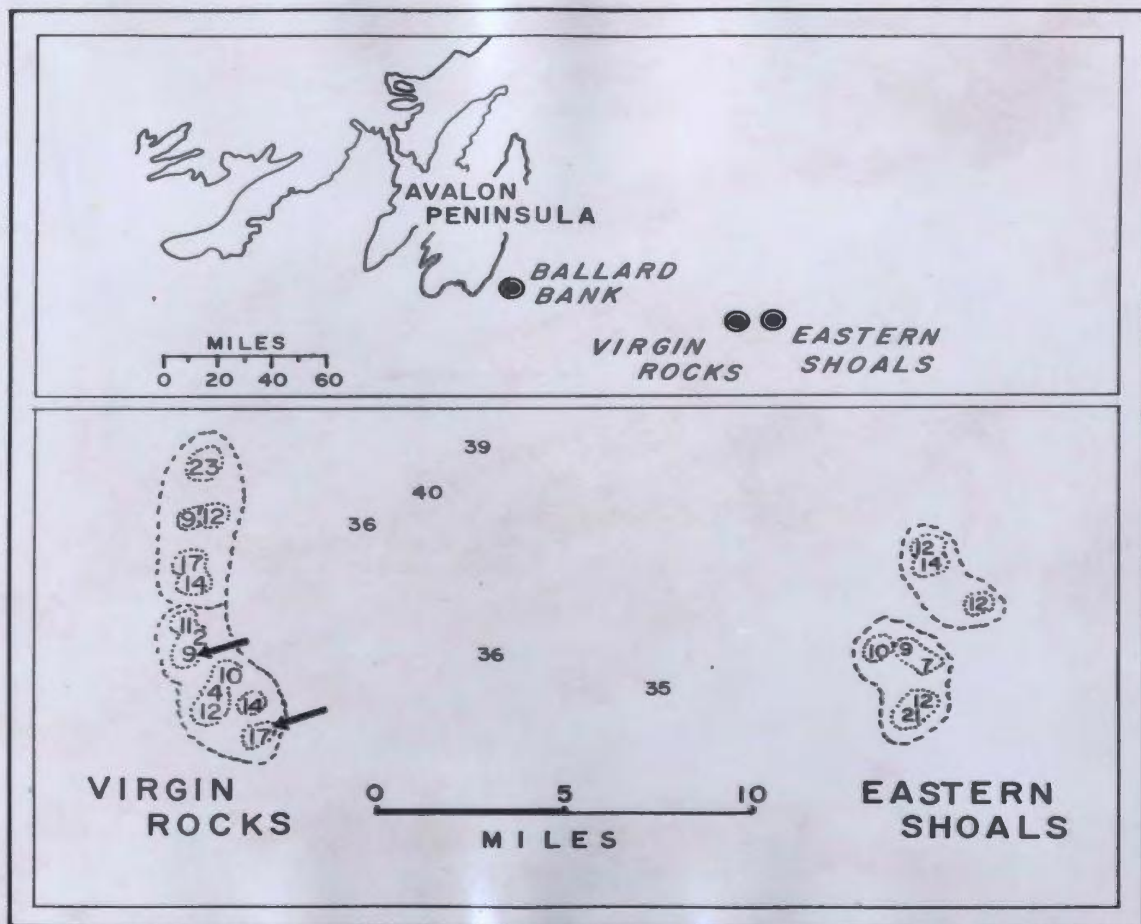 AVALON
PENINSULA
BALLARD
BANK
VIRGIN
ROCKS
EASTERN
SHOALS
MILES
0 20 40 60
39
23
40
9 12
36
12
14
17
14
12
11
2
9
36
10 9
7
10
35
4
14
12
12
21
17
VIRGIN
ROCKS
0 5 10
MILES
EASTERN
SHOALS